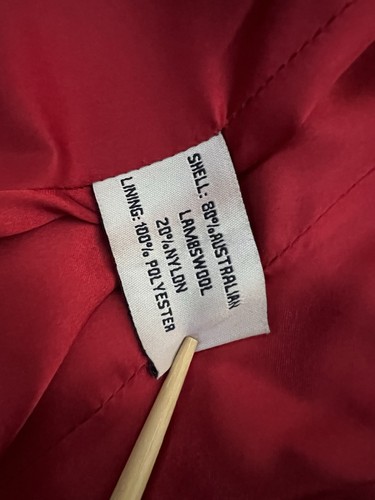 SHELL: 80%AUSTRALIAN
LAMBSWOOL
20%NYLON
LINING:100% POLYESTER